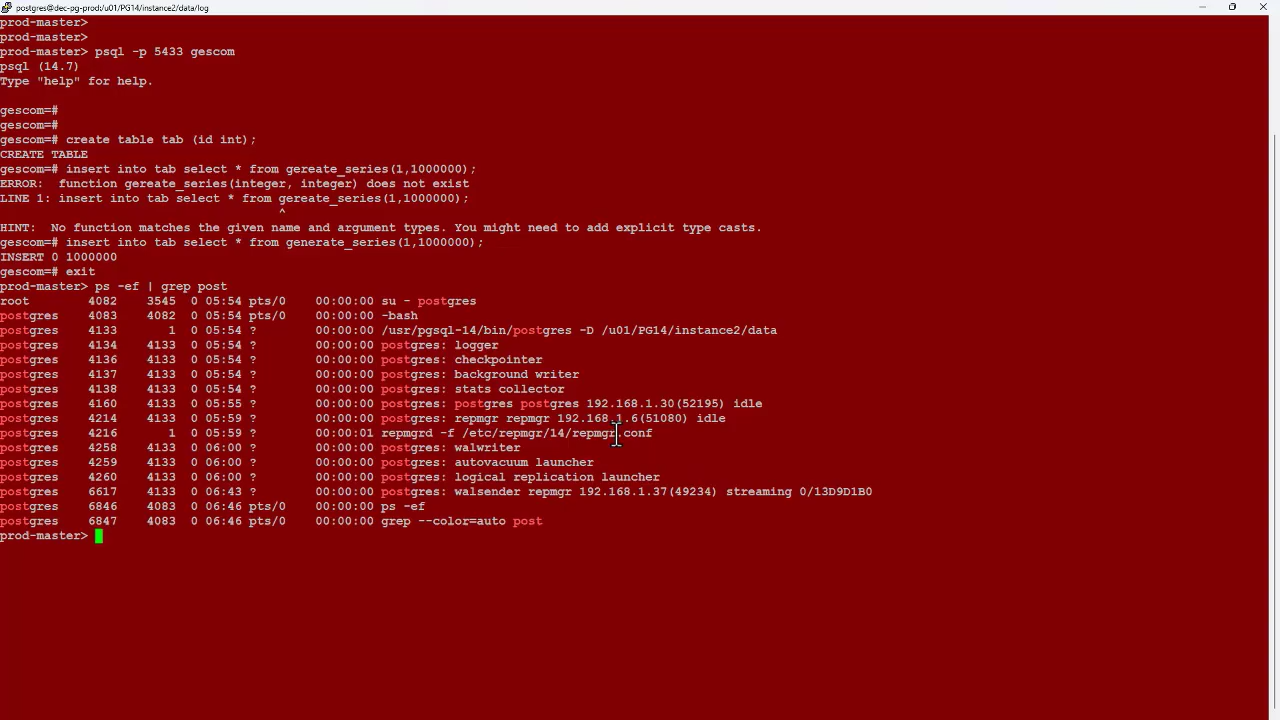 postgres@dec-pg-prod:/u01/PG14/instance2/data/log
prod-master>
prod-master>
prod-master> psql -p 5433 gescom
psql (14.7)
Type "help" for help.
gescom=#
gescom=#
gescom=# create table tab (id int);
CREATE TABLE
gescom=# insert into tab select * from gereate_series(1,1000000);
ERROR:  function gereate_series(integer, integer) does not exist
LINE 1: insert into tab select * from gereate_series(1,1000000);
^
HINT:  No function matches the given name and argument types. You might need to add explicit type casts.
gescom=# insert into tab select * from generate_series(1,1000000);
INSERT 0 1000000
gescom=# exit
prod-master> ps -ef | grep post
root      4082    3545  0 05:54 pts/0    00:00:00 su - postgres
postgres    4083    4082  0 05:54 pts/0    00:00:00 -bash
postgres    4133       1  0 05:54 ?        00:00:00 /usr/pgsql-14/bin/postgres -D /u01/PG14/instance2/data
postgres    4134    4133  0 05:54 ?        00:00:00 postgres: logger
postgres    4136    4133  0 05:54 ?        00:00:00 postgres: checkpointer
postgres    4137    4133  0 05:54 ?        00:00:00 postgres: background writer
postgres    4138    4133  0 05:54 ?        00:00:00 postgres: stats collector
postgres    4160    4133  0 05:55 ?        00:00:00 postgres: postgres postgres 192.168.1.30(52195) idle
postgres    4214    4133  0 05:59 ?        00:00:00 postgres: repmgr repmgr 192.168.1.6(51080) idle
postgres    4216       1  0 05:59 ?        00:00:01 repmgrd -f /etc/repmgr/14/repmgr.conf
postgres    4258    4133  0 06:00 ?        00:00:00 postgres: walwriter
postgres    4259    4133  0 06:00 ?        00:00:00 postgres: autovacuum launcher
postgres    4260    4133  0 06:00 ?        00:00:00 postgres: logical replication launcher
postgres    6617    4133  0 06:43 ?        00:00:00 postgres: walsender repmgr 192.168.1.37(49234) streaming 0/13D9D1B0
postgres    6846    4083  0 06:46 pts/0    00:00:00 ps -ef
postgres    6847    4083  0 06:46 pts/0    00:00:00 grep --color=auto post
prod-master>